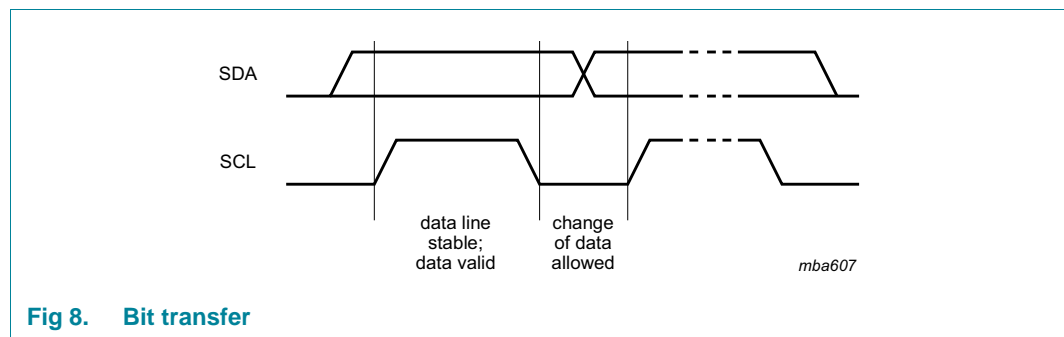 SDA
SCL
data line
stable;
data valid
change
of data
allowed
mba607
Fig 8. Bit transfer